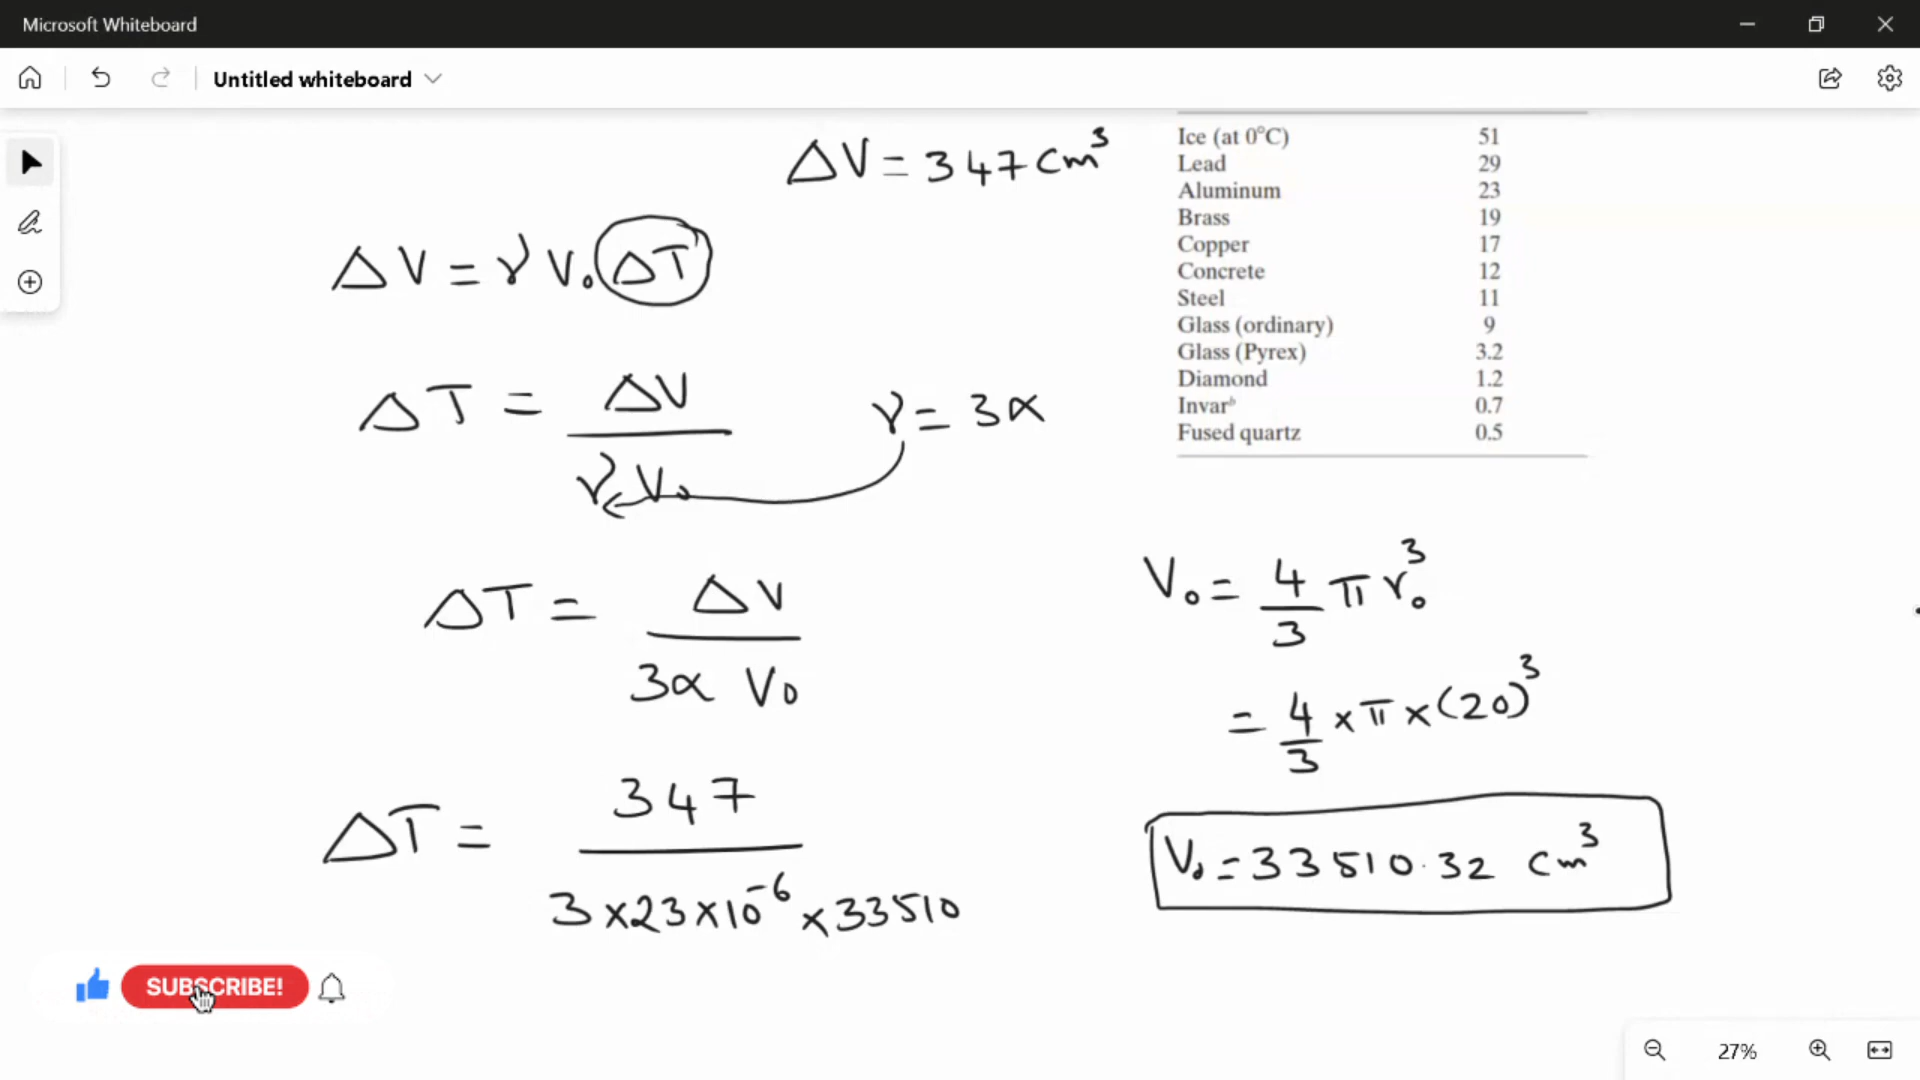 Microsoft Whiteboard
Untitled whiteboard
ΔV = 347 cm³
ΔV = γ V₀ ΔT
ΔT = ΔV / γ V₀
γ = 3α
ΔT = ΔV / 3α V₀
ΔT = 347 / 3 × 23 × 10⁻⁶ × 33510
Ice (at 0°C) 51
Lead 29
Aluminum 23
Brass 19
Copper 17
Concrete 12
Steel 11
Glass (ordinary) 9
Glass (Pyrex) 3.2
Diamond 1.2
Invarᵇ 0.7
Fused quartz 0.5
V₀ = 4/3 π r₀³
= 4/3 × π × (20)³
V₀ = 33510.32 cm³
SUBSCRIBE!
27%